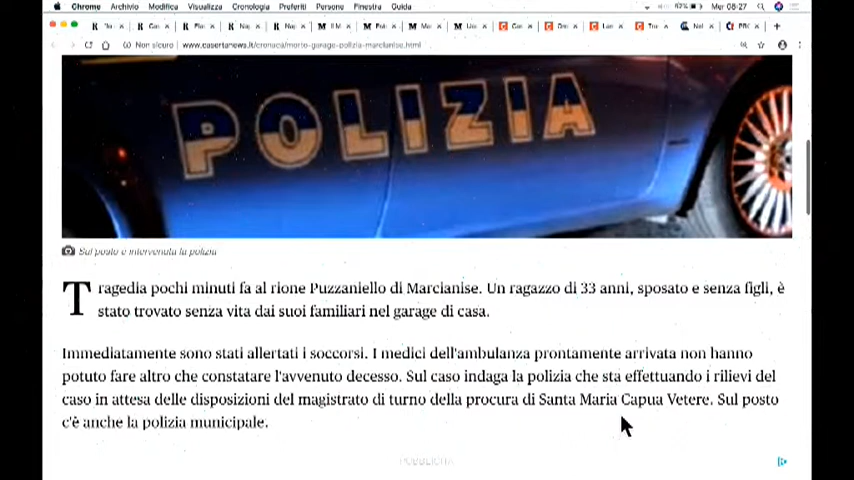 Chrome Archivio Modifica Visualizza Cronologia Preferiti Persone Finestra Guida Mer 08:27
Non sicuro www.casertanews.it/cronaca/morto-garage-polizia-marcianise.html
POLIZIA
Sul posto è intervenuta la polizia
Tragedia pochi minuti fa al rione Puzzaniello di Marcianise. Un ragazzo di 33 anni, sposato e senza figli, è
stato trovato senza vita dai suoi familiari nel garage di casa.
Immediatamente sono stati allertati i soccorsi. I medici dell'ambulanza prontamente arrivata non hanno
potuto fare altro che constatare l'avvenuto decesso. Sul caso indaga la polizia che sta effettuando i rilievi del
caso in attesa delle disposizioni del magistrato di turno della procura di Santa Maria Capua Vetere. Sul posto
c'è anche la polizia municipale.
PUBBLICITÀ